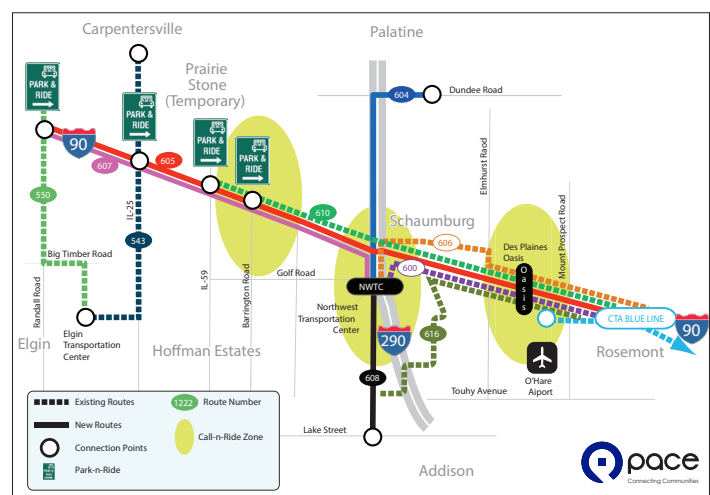 Carpentersville
Palatine
Prairie
Stone
(Temporary)
PARK &
RIDE
PARK &
RIDE
PARK &
RIDE
PARK &
RIDE
604
Dundee Road
90
605
607
550
IL-25
543
610
Schaumburg
606
600
Elmhurst Raod
Mount Prospect Road
Des Plaines
Oasis
Oasis
Big Timber Road
Randall Road
IL-59
Barrington Road
Golf Road
NWTC
Northwest
Transportation
Center
290
616
608
CTA BLUE LINE
90
Rosemont
Elgin
Elgin
Transportation
Center
Hoffman Estates
O'Hare
Aiport
Touhy Avenue
Lake Street
Addison
Existing Routes
1222
Route Number
New Routes
Connection Points
Call-n-Ride Zone
PARK &
RIDE
Park-n-Ride
pace
Connecting Communities